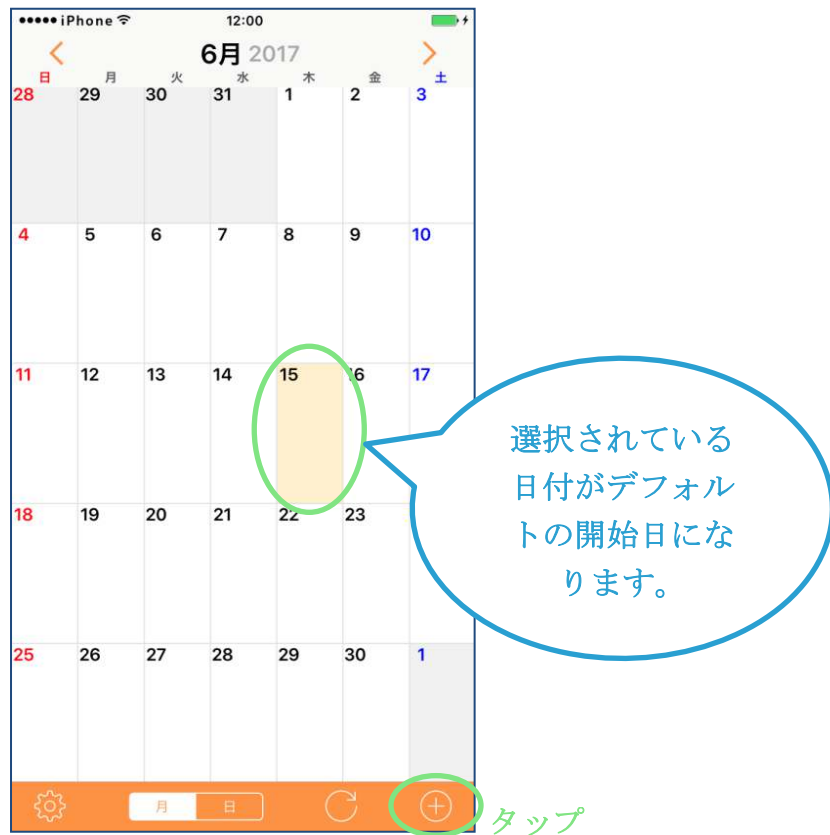 ●●●●● iPhone 12:00
6月 2017
日 月 火 水 木 金 土
28 29 30 31 1 2 3
4 5 6 7 8 9 10
11 12 13 14 15 16 17
選択されている
日付がデフォル
トの開始日にな
ります。
18 19 20 21 22 23
25 26 27 28 29 30 1
月 日
タップ